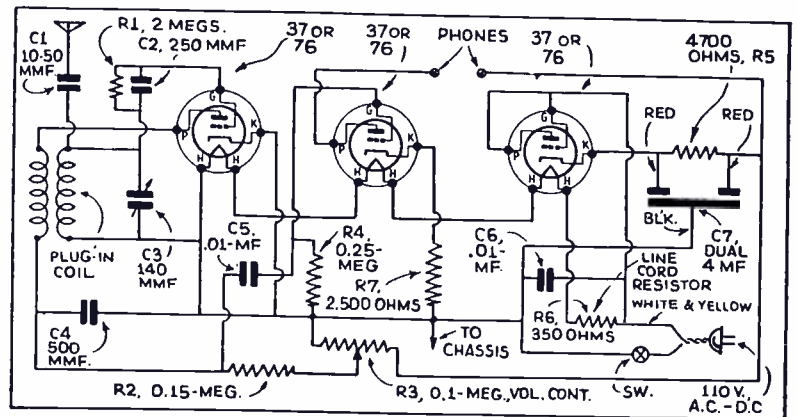 C1
10-50
MMF.
R1, 2 MEGS.
C2, 250 MMF
37 OR
76
37 OR
76
PHONES
37 OR
76
4700
OHMS, R5
RED
RED
G
P
K
H
H
G
P
K
H
H
G
P
K
H
H
BLK.
C7,
DUAL
4 MF
PLUG-IN
COIL
C3
140
MMF
C5,
.01-MF.
R4,
0.25-
MEG
R7,
2,500 OHMS
C6,
.01-
MF.
LINE
CORD
RESISTOR
WHITE & YELLOW
R6,
350 OHMS
C4
500
MMF.
TO
CHASSIS
R2, 0.15-MEG.
R3, 0.1-MEG., VOL. CONT.
SW.
110 V.,
A.C.-D.C